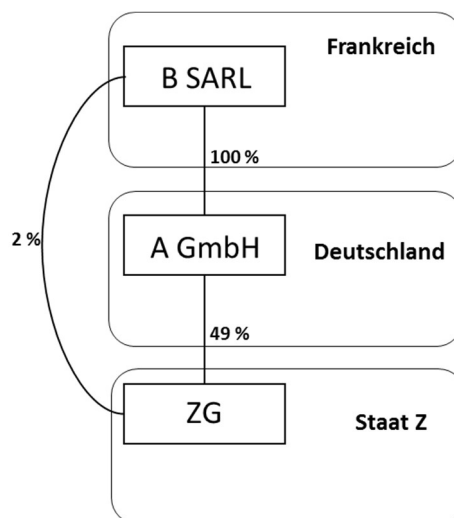 Frankreich
B SARL
100 %
2 %
A GmbH
Deutschland
49 %
ZG
Staat Z